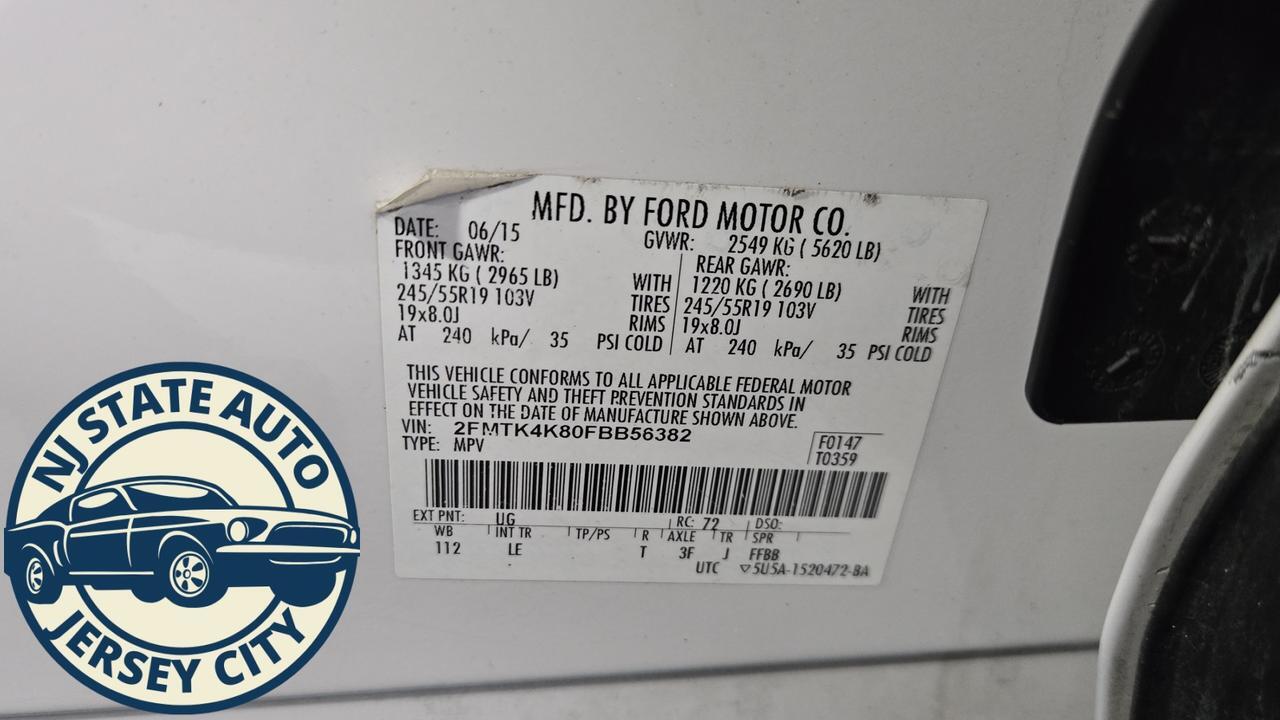 MFD. BY FORD MOTOR CO.
DATE: 06/15 GVWR: 2549 KG ( 5620 LB)
FRONT GAWR: REAR GAWR:
1345 KG ( 2965 LB) WITH 1220 KG ( 2690 LB) WITH
245/55R19 103V TIRES 245/55R19 103V TIRES
19x8.0J RIMS 19x8.0J RIMS
AT 240 kPa/ 35 PSI COLD AT 240 kPa/ 35 PSI COLD
THIS VEHICLE CONFORMS TO ALL APPLICABLE FEDERAL MOTOR
VEHICLE SAFETY AND THEFT PREVENTION STANDARDS IN
EFFECT ON THE DATE OF MANUFACTURE SHOWN ABOVE.
VIN: 2FMTK4K80FBB56382
TYPE: MPV
F0147
T0359
EXT PNT: UG RC: 72 DSO:
WB INT TR TP/PS R AXLE TR SPR
112 LE T 3F J FFBB
UTC ▽5U5A-1520472-BA
NJ STATE AUTO
JERSEY CITY